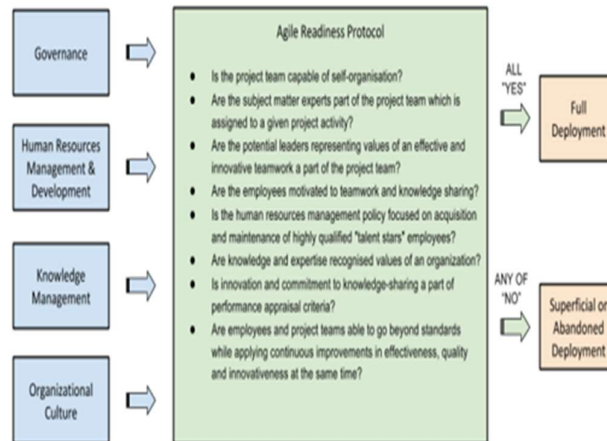 Governance
Human Resources
Management &
Development
Knowledge
Management
Organizational
Culture
Agile Readiness Protocol
● Is the project team capable of self-organisation?
● Are the subject matter experts part of the project team which is
assigned to a given project activity?
● Are the potential leaders representing values of an effective and
innovative teamwork a part of the project team?
● Are the employees motivated to teamwork and knowledge sharing?
● Is the human resources management policy focused on acquisition
and maintenance of highly qualified "talent stars" employees?
● Are knowledge and expertise recognised values of an organization?
● Is innovation and commitment to knowledge-sharing a part of
performance appraisal criteria?
● Are employees and project teams able to go beyond standards
while applying continuous improvements in effectiveness, quality
and innovativeness at the same time?
ALL
"YES"
Full
Deployment
ANY OF
"NO"
Superficial or
Abandoned
Deployment